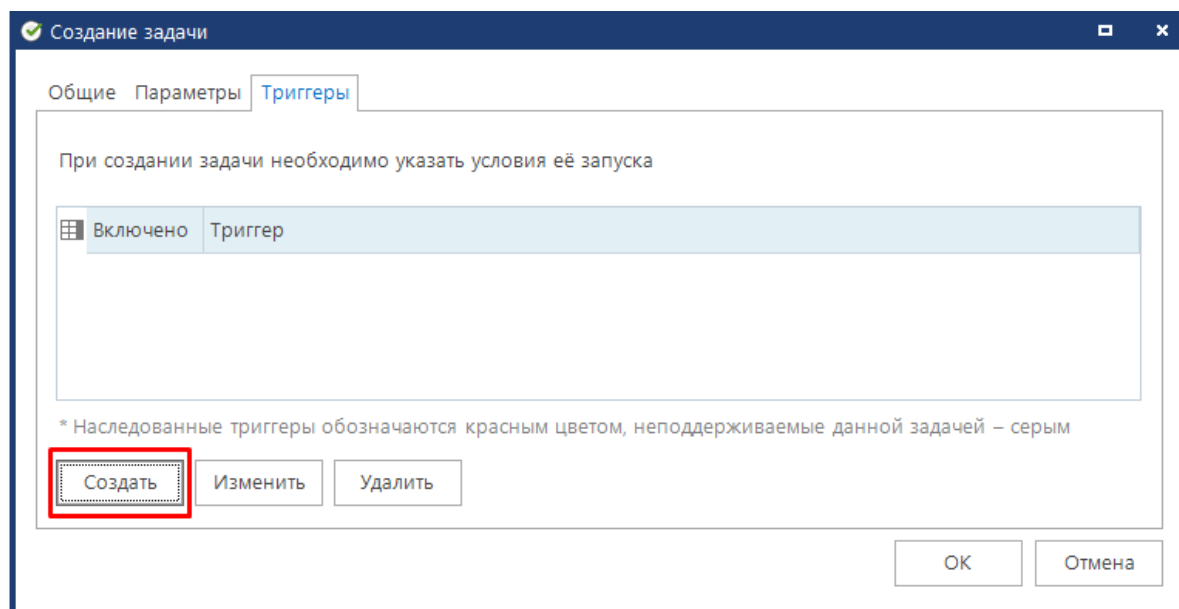 Создание задачи
Общие Параметры Триггеры
При создании задачи необходимо указать условия её запуска
Включено Триггер
* Наследованные триггеры обозначаются красным цветом, неподдерживаемые данной задачей – серым
Создать Изменить Удалить
ОК Отмена